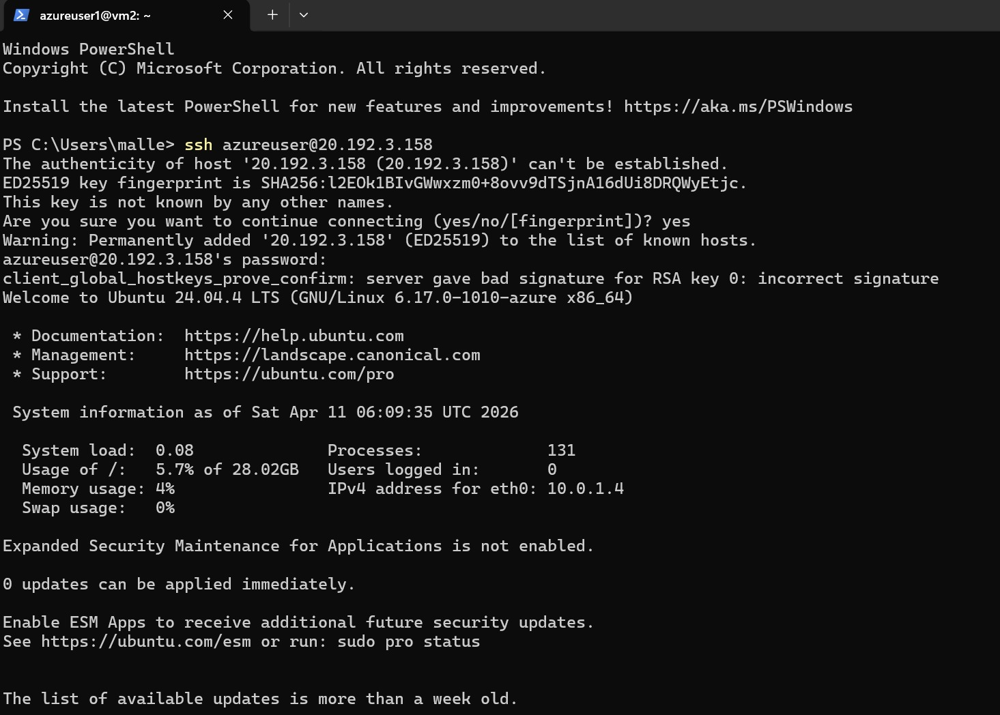 azureuser1@vm2: ~
Windows PowerShell
Copyright (C) Microsoft Corporation. All rights reserved.
Install the latest PowerShell for new features and improvements! https://aka.ms/PSWindows
PS C:\Users\malle> ssh azureuser@20.192.3.158
The authenticity of host '20.192.3.158 (20.192.3.158)' can't be established.
ED25519 key fingerprint is SHA256:l2EOk1BIvGWwxzm0+8ovv9dTSjnA16dUi8DRQWyEtjc.
This key is not known by any other names.
Are you sure you want to continue connecting (yes/no/[fingerprint])? yes
Warning: Permanently added '20.192.3.158' (ED25519) to the list of known hosts.
azureuser@20.192.3.158's password:
client_global_hostkeys_prove_confirm: server gave bad signature for RSA key 0: incorrect signature
Welcome to Ubuntu 24.04.4 LTS (GNU/Linux 6.17.0-1010-azure x86_64)
 * Documentation:  https://help.ubuntu.com
 * Management:     https://landscape.canonical.com
 * Support:        https://ubuntu.com/pro
 System information as of Sat Apr 11 06:09:35 UTC 2026
  System load:  0.08              Processes:             131
  Usage of /:   5.7% of 28.02GB   Users logged in:       0
  Memory usage: 4%                IPv4 address for eth0: 10.0.1.4
  Swap usage:   0%
Expanded Security Maintenance for Applications is not enabled.
0 updates can be applied immediately.
Enable ESM Apps to receive additional future security updates.
See https://ubuntu.com/esm or run: sudo pro status
The list of available updates is more than a week old.